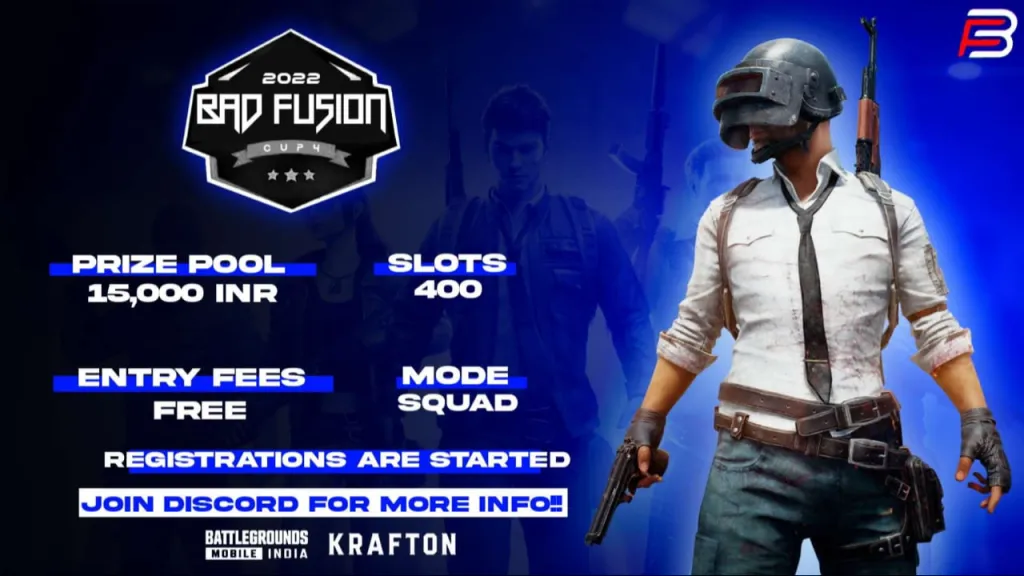 2022
BAD FUSION
CUP 4
PRIZE POOL
15,000 INR
SLOTS
400
ENTRY FEES
FREE
MODE
SQUAD
REGISTRATIONS ARE STARTED
JOIN DISCORD FOR MORE INFO!!
BATTLEGROUNDS
MOBILE INDIA
KRAFTON
FB